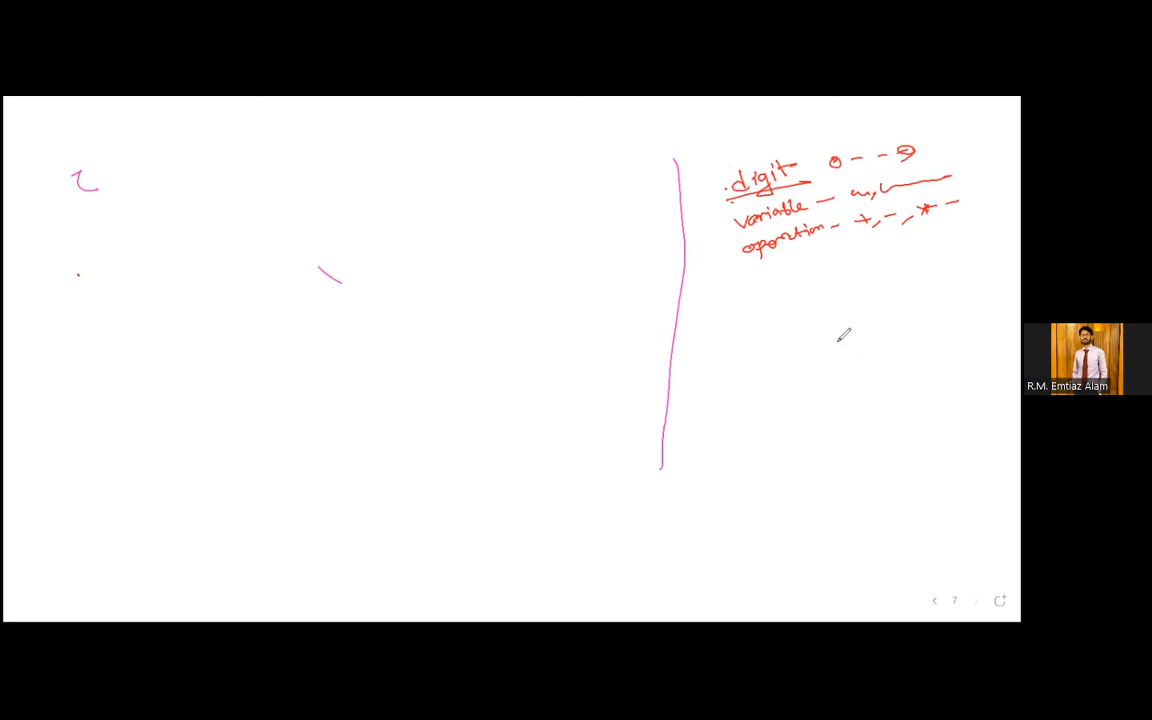 digit 0 - - 9
variable -
operation - +, -, * -
R.M. Emtiaz Alam
7